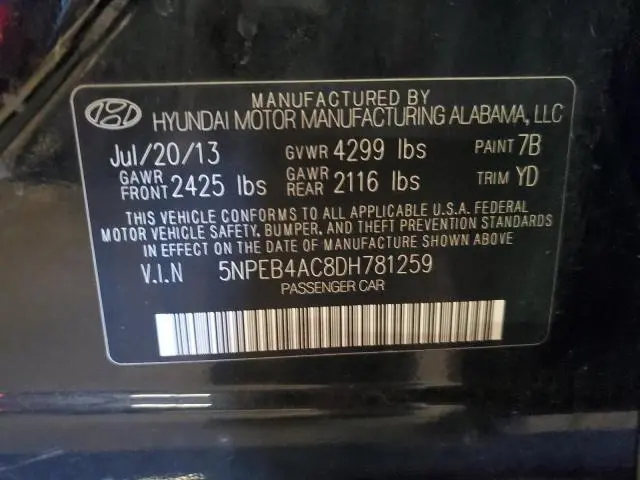 MANUFACTURED BY
HYUNDAI MOTOR MANUFACTURING ALABAMA, LLC
Jul/20/13 GVWR 4299 lbs PAINT 7B
GAWR FRONT 2425 lbs GAWR REAR 2116 lbs TRIM YD
THIS VEHICLE CONFORMS TO ALL APPLICABLE U.S.A. FEDERAL
MOTOR VEHICLE SAFETY, BUMPER, AND THEFT PREVENTION STANDARDS
IN EFFECT ON THE DATE OF MANUFACTURE SHOWN ABOVE.
V.I.N 5NPEB4AC8DH781259
PASSENGER CAR